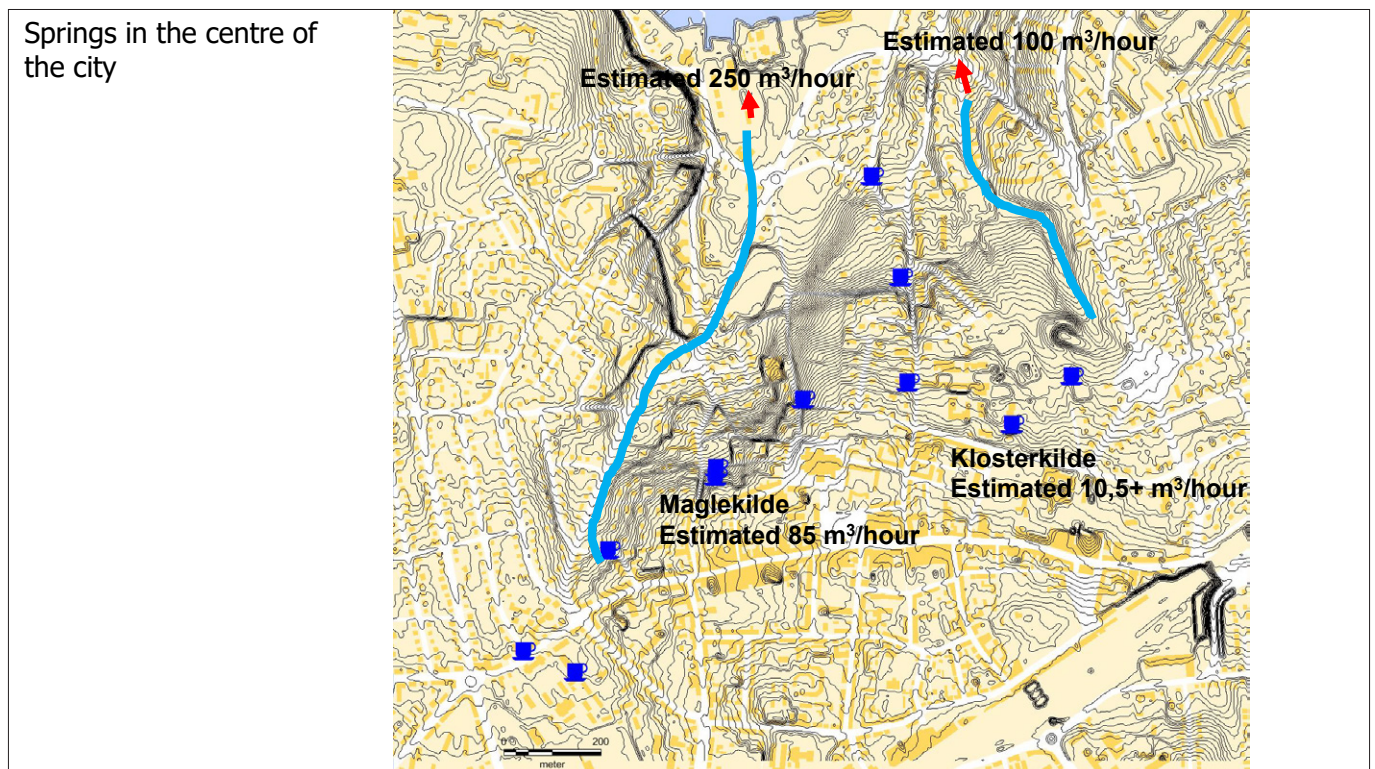 Springs in the centre of
the city
Estimated 100 m³/hour
Estimated 250 m³/hour
Klosterkilde
Estimated 10,5+ m³/hour
Maglekilde
Estimated 85 m³/hour
0 200
meter